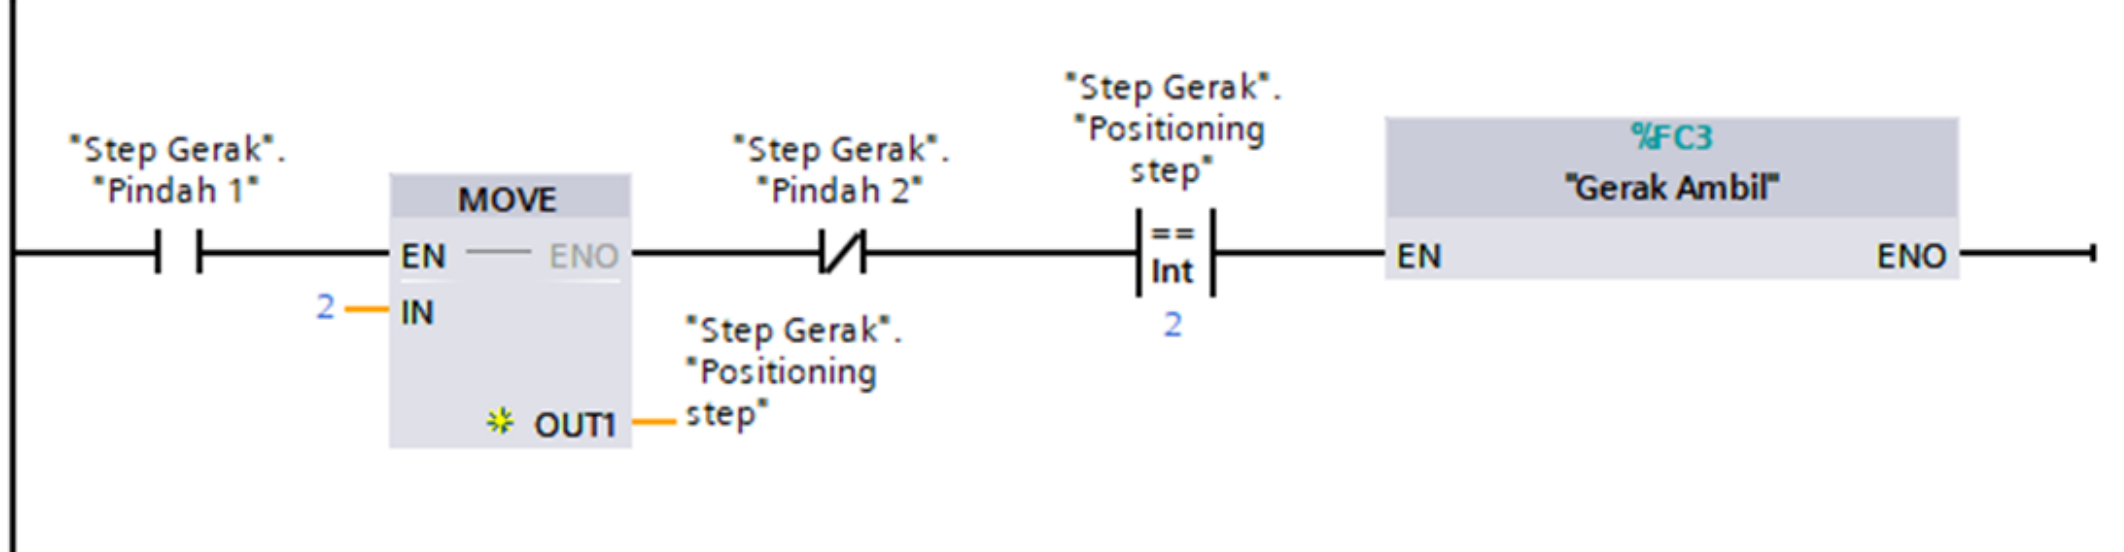 "Step Gerak".
"Pindah 1"
MOVE
EN
ENO
2
IN
OUT1
"Step Gerak".
"Positioning
step"
"Step Gerak".
"Pindah 2"
"Step Gerak".
"Positioning
step"
==
Int
2
%FC3
"Gerak Ambil"
EN
ENO